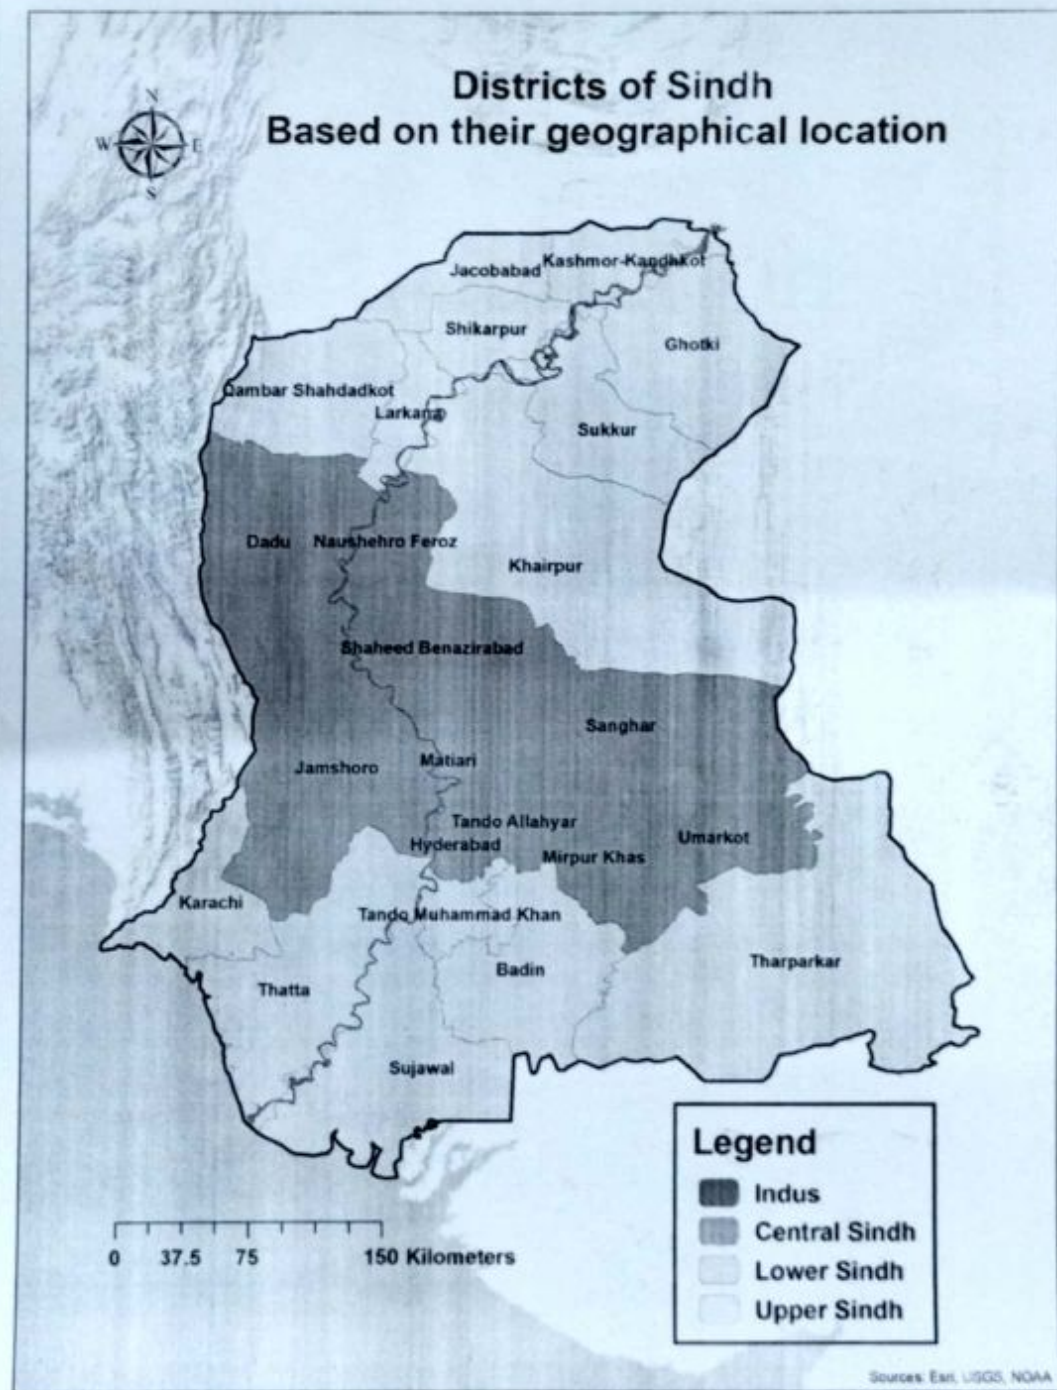 Districts of Sindh
Based on their geographical location
N
W E
S
Jacobabad
Kashmor-Kandhkot
Shikarpur
Ghotki
Qambar Shahdadkot
Larkana
Sukkur
Dadu
Naushehro Feroz
Khairpur
Shaheed Benazirabad
Sanghar
Jamshoro
Matiari
Tando Allahyar
Hyderabad
Mirpur Khas
Umarkot
Karachi
Tando Muhammad Khan
Badin
Tharparkar
Thatta
Sujawal
Legend
Indus
Central Sindh
Lower Sindh
Upper Sindh
0 37.5 75 150 Kilometers
Sources: Esri, USGS, NOAA